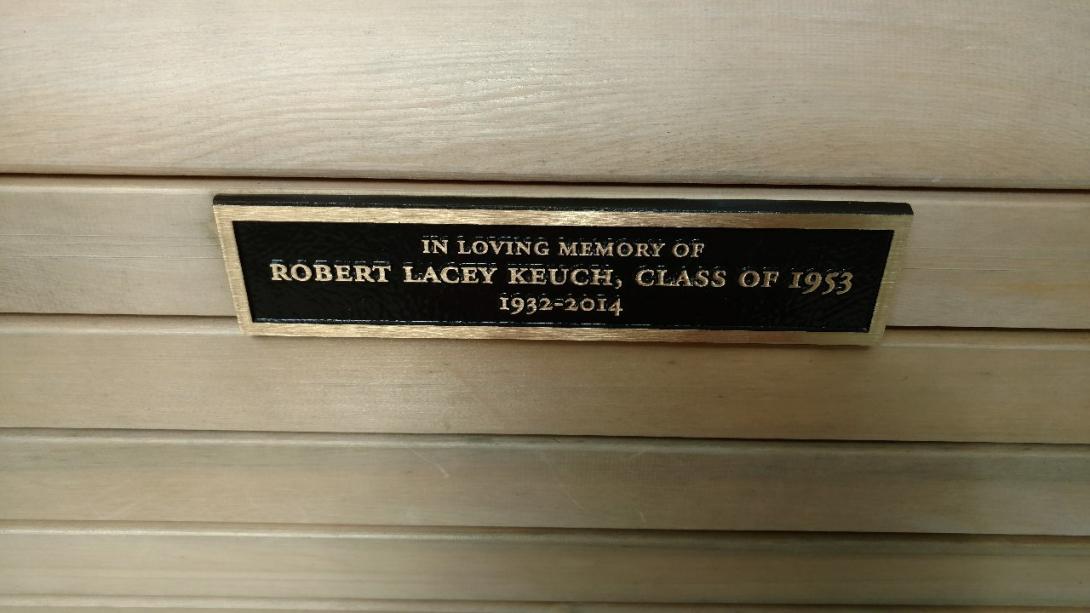 IN LOVING MEMORY OF
ROBERT LACEY KEUCH, CLASS OF 1953
1932-2014